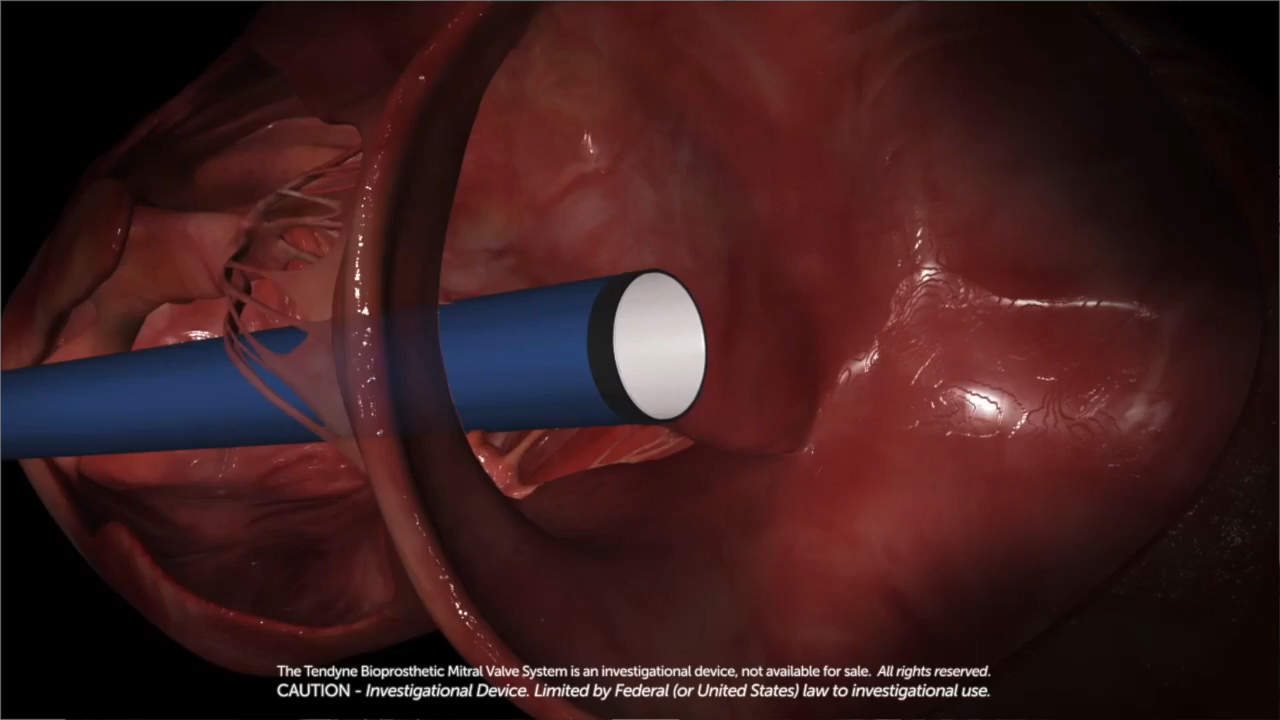 The Tendyne Bioprosthetic Mitral Valve System is an investigational device, not available for sale. All rights reserved.
CAUTION - Investigational Device. Limited by Federal (or United States) law to investigational use.